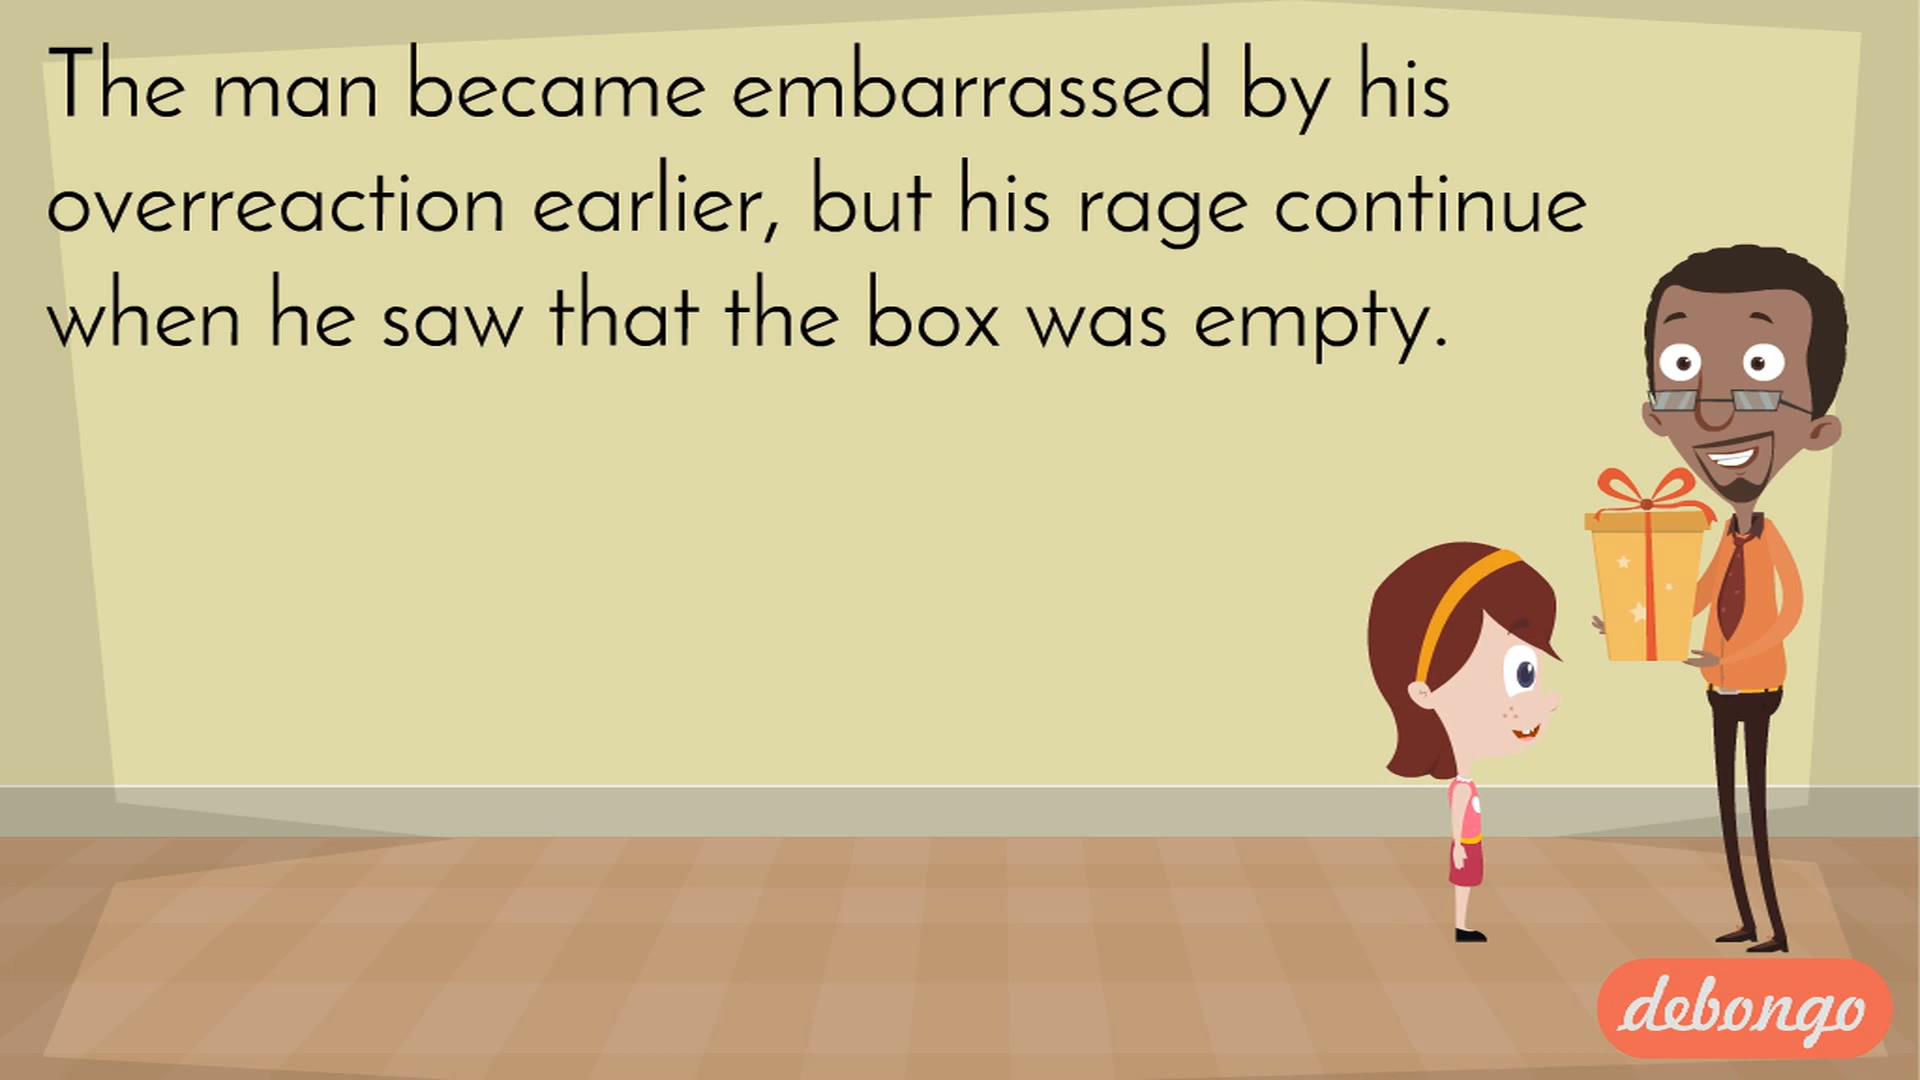 The man became embarrassed by his
overreaction earlier, but his rage continue
when he saw that the box was empty.
debongo